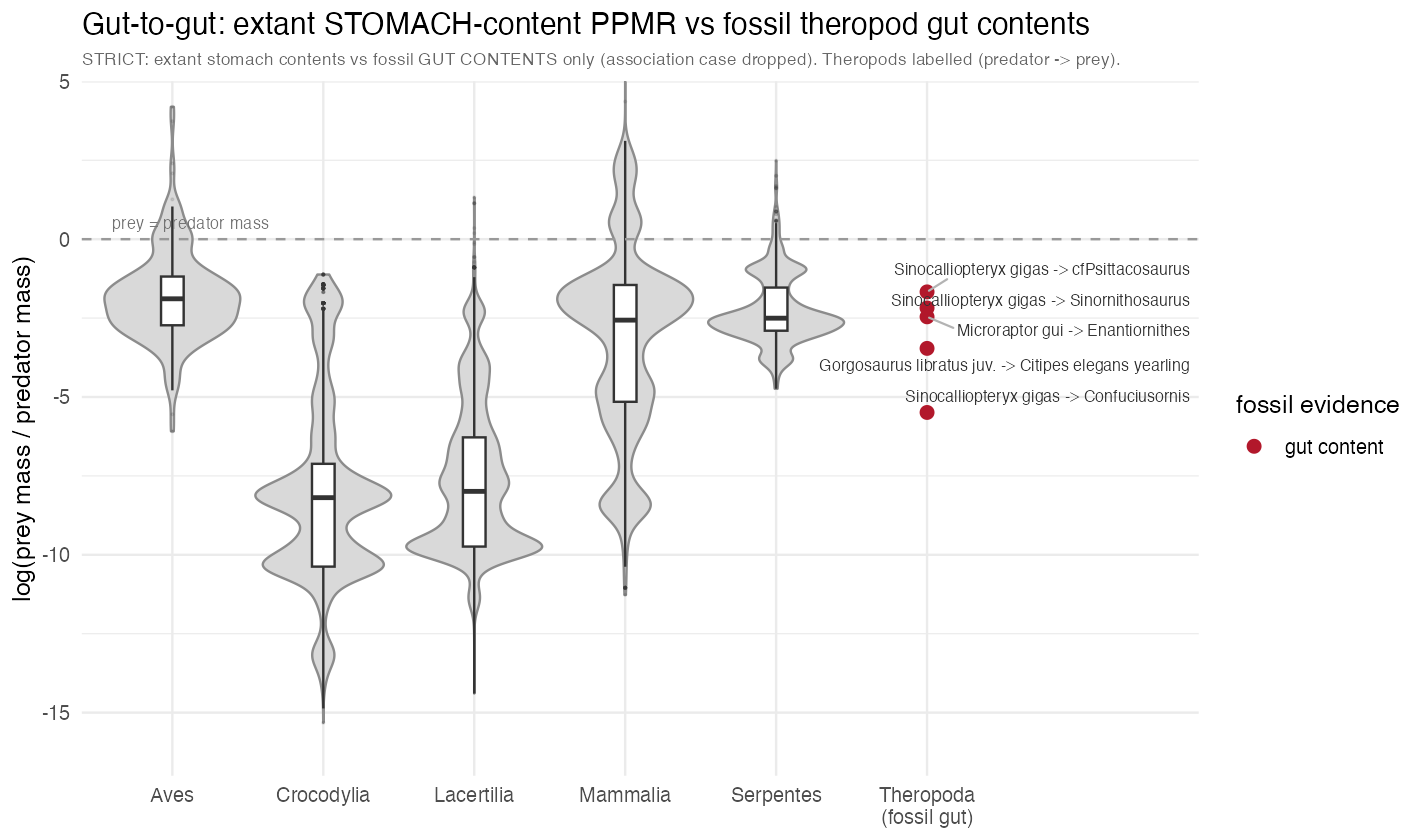 Gut-to-gut: extant STOMACH-content PPMR vs fossil theropod gut contents
STRICT: extant stomach contents vs fossil GUT CONTENTS only (association case dropped). Theropods labelled (predator -> prey).
log(prey mass / predator mass)
5
0
-5
-10
-15
prey = predator mass
Sinocalliopteryx gigas -> cfPsittacosaurus
Sinocalliopteryx gigas -> Sinornithosaurus
Microraptor gui -> Enantiornithes
Gorgosaurus libratus juv. -> Citipes elegans yearling
Sinocalliopteryx gigas -> Confuciusornis
fossil evidence
gut content
Aves
Crocodylia
Lacertilia
Mammalia
Serpentes
Theropoda
(fossil gut)